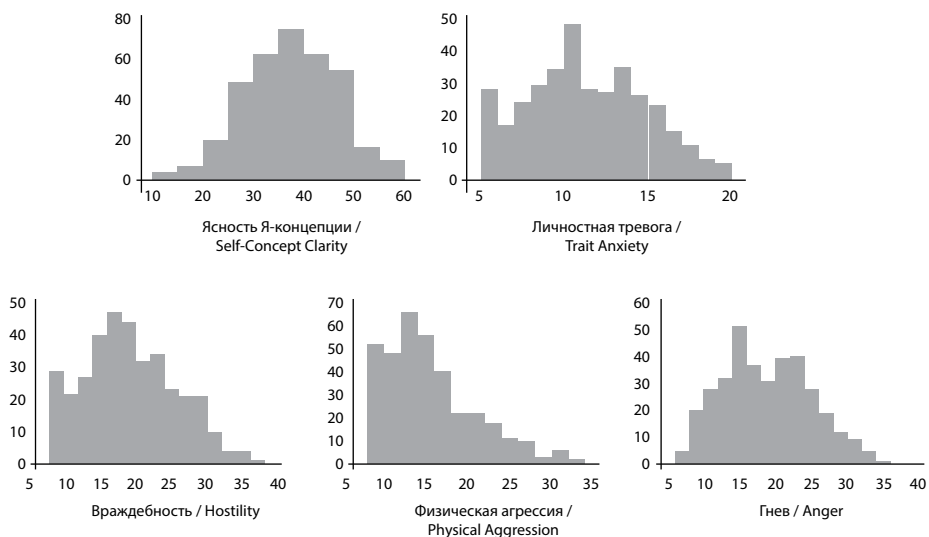 80
60
40
20
0
10 20 30 40 50 60
Ясность Я-концепции /
Self-Concept Clarity
50
40
30
20
10
0
5 10 15 20
Личностная тревога /
Trait Anxiety
50
40
30
20
10
0
5 10 15 20 25 30 35 40
Враждебность / Hostility
70
60
50
40
30
20
10
0
5 10 15 20 25 30 35
Физическая агрессия /
Physical Aggression
60
50
40
30
20
10
0
5 10 15 20 25 30 35 40
Гнев / Anger